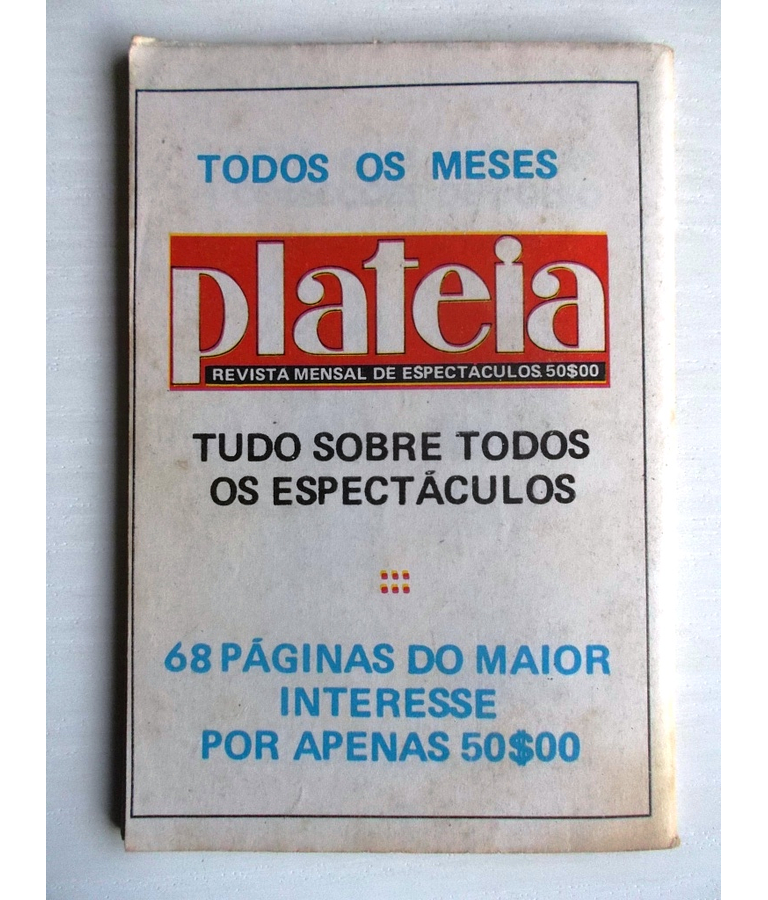 TODOS OS MESES
plateia
REVISTA MENSAL DE ESPECTACULOS 50$00
TUDO SOBRE TODOS
OS ESPECTÁCULOS
68 PÁGINAS DO MAIOR
INTERESSE
POR APENAS 50$00